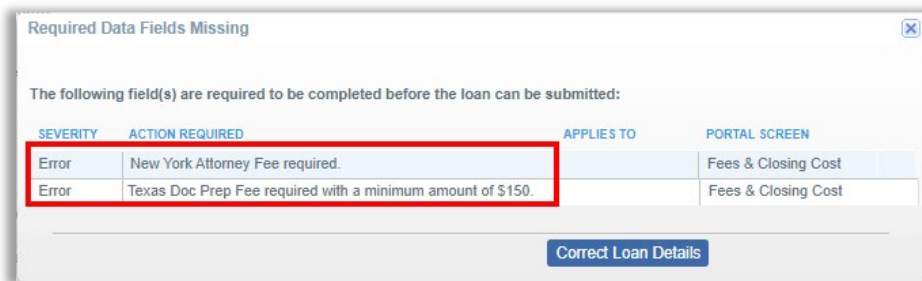 Required Data Fields Missing
The following field(s) are required to be completed before the loan can be submitted:
SEVERITY ACTION REQUIRED APPLIES TO PORTAL SCREEN
Error New York Attorney Fee required. Fees & Closing Cost
Error Texas Doc Prep Fee required with a minimum amount of $150. Fees & Closing Cost
Correct Loan Details